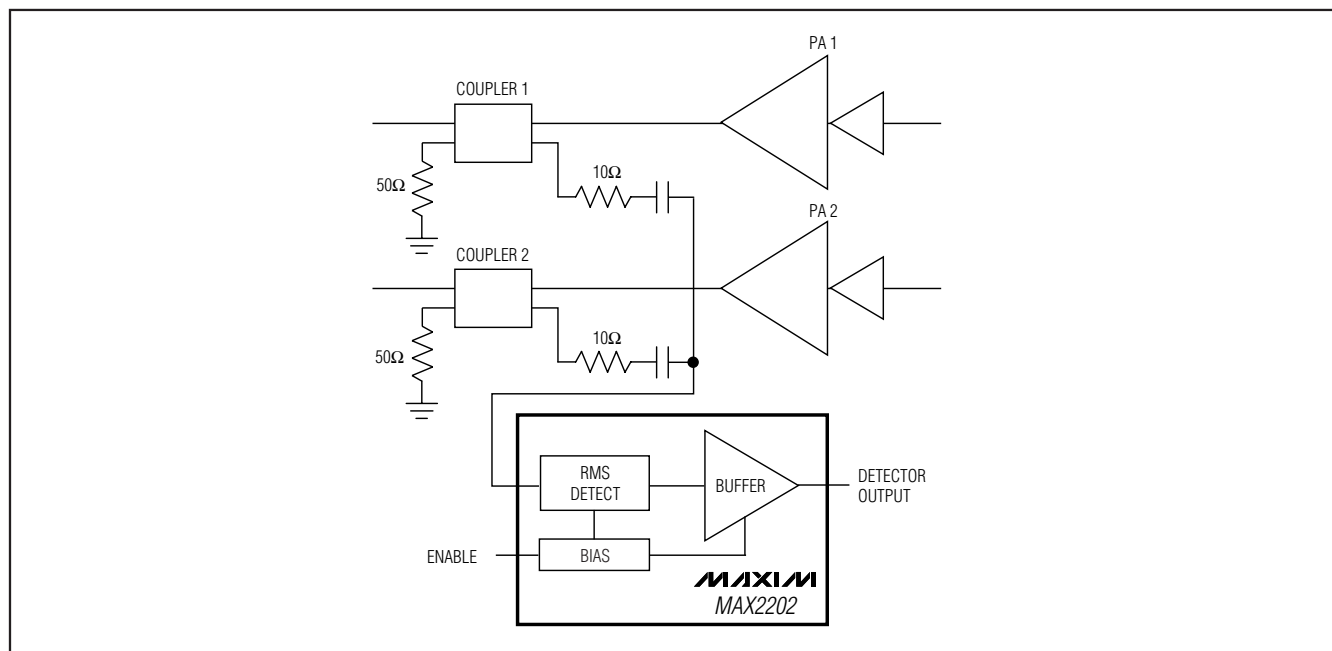 PA 1
COUPLER 1
10Ω
50Ω
PA 2
COUPLER 2
10Ω
50Ω
RMS
DETECT
BUFFER
DETECTOR
OUTPUT
ENABLE
BIAS
MAXIM
MAX2202